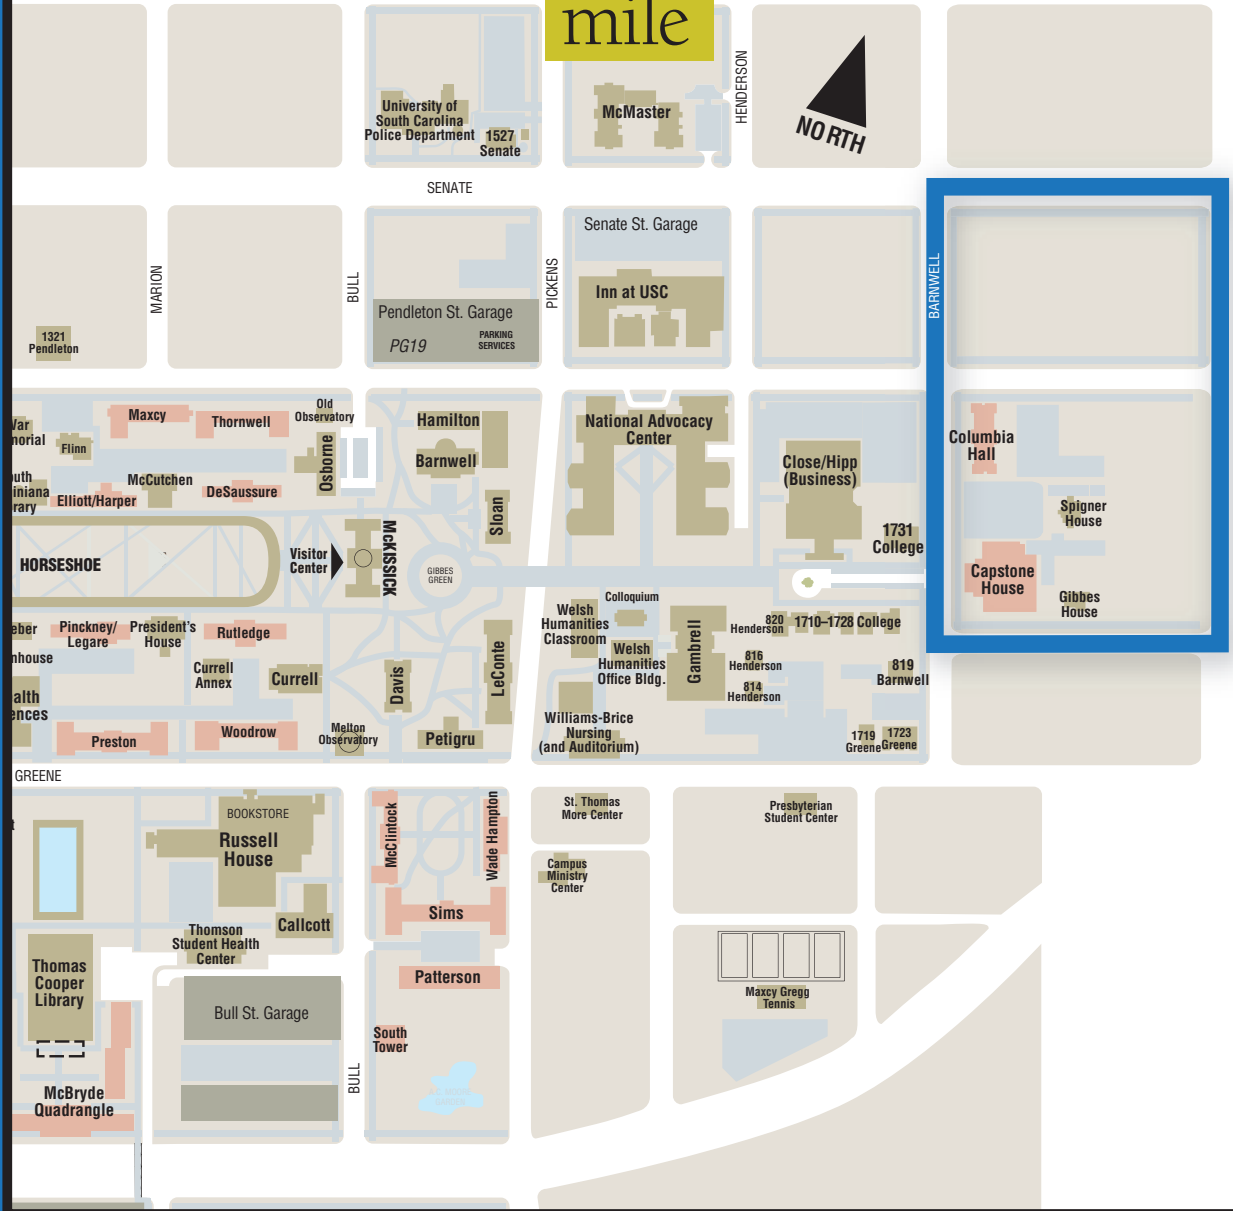 mile
HENDERSON
NORTH
University of
South Carolina
Police Department
1527
Senate
McMaster
SENATE
MARION
BULL
PICKENS
BARNWELL
Senate St. Garage
Inn at USC
Pendleton St. Garage
PG19
PARKING
SERVICES
1321
Pendleton
Maxcy
Thornwell
Old
Observatory
Flinn
Osborne
McCutchen
Elliott/Harper
DeSaussure
Hamilton
Barnwell
Sloan
National Advocacy
Center
Close/Hipp
(Business)
1731
College
Columbia
Hall
Spigner
House
Capstone
House
Gibbes
House
HORSESHOE
Visitor
Center
McKISSICK
GIBBES
GREEN
Colloquium
Welsh
Humanities
Classroom
Welsh
Humanities
Office Bldg.
Gambrell
820
Henderson
1710–1728 College
816
Henderson
814
Henderson
819
Barnwell
Pinckney/
Legare
President's
House
Rutledge
Currell
Annex
Currell
Davis
LeConte
Williams-Brice
Nursing
(and Auditorium)
1719
Greene
1723
Greene
Preston
Woodrow
Melton
Observatory
Petigru
GREENE
BOOKSTORE
Russell
House
McClintock
Wade Hampton
St. Thomas
More Center
Presbyterian
Student Center
Campus
Ministry
Center
Callcott
Sims
Thomson
Student Health
Center
Thomas
Cooper
Library
Patterson
Bull St. Garage
South
Tower
Maxcy Gregg
Tennis
BULL
McBryde
Quadrangle